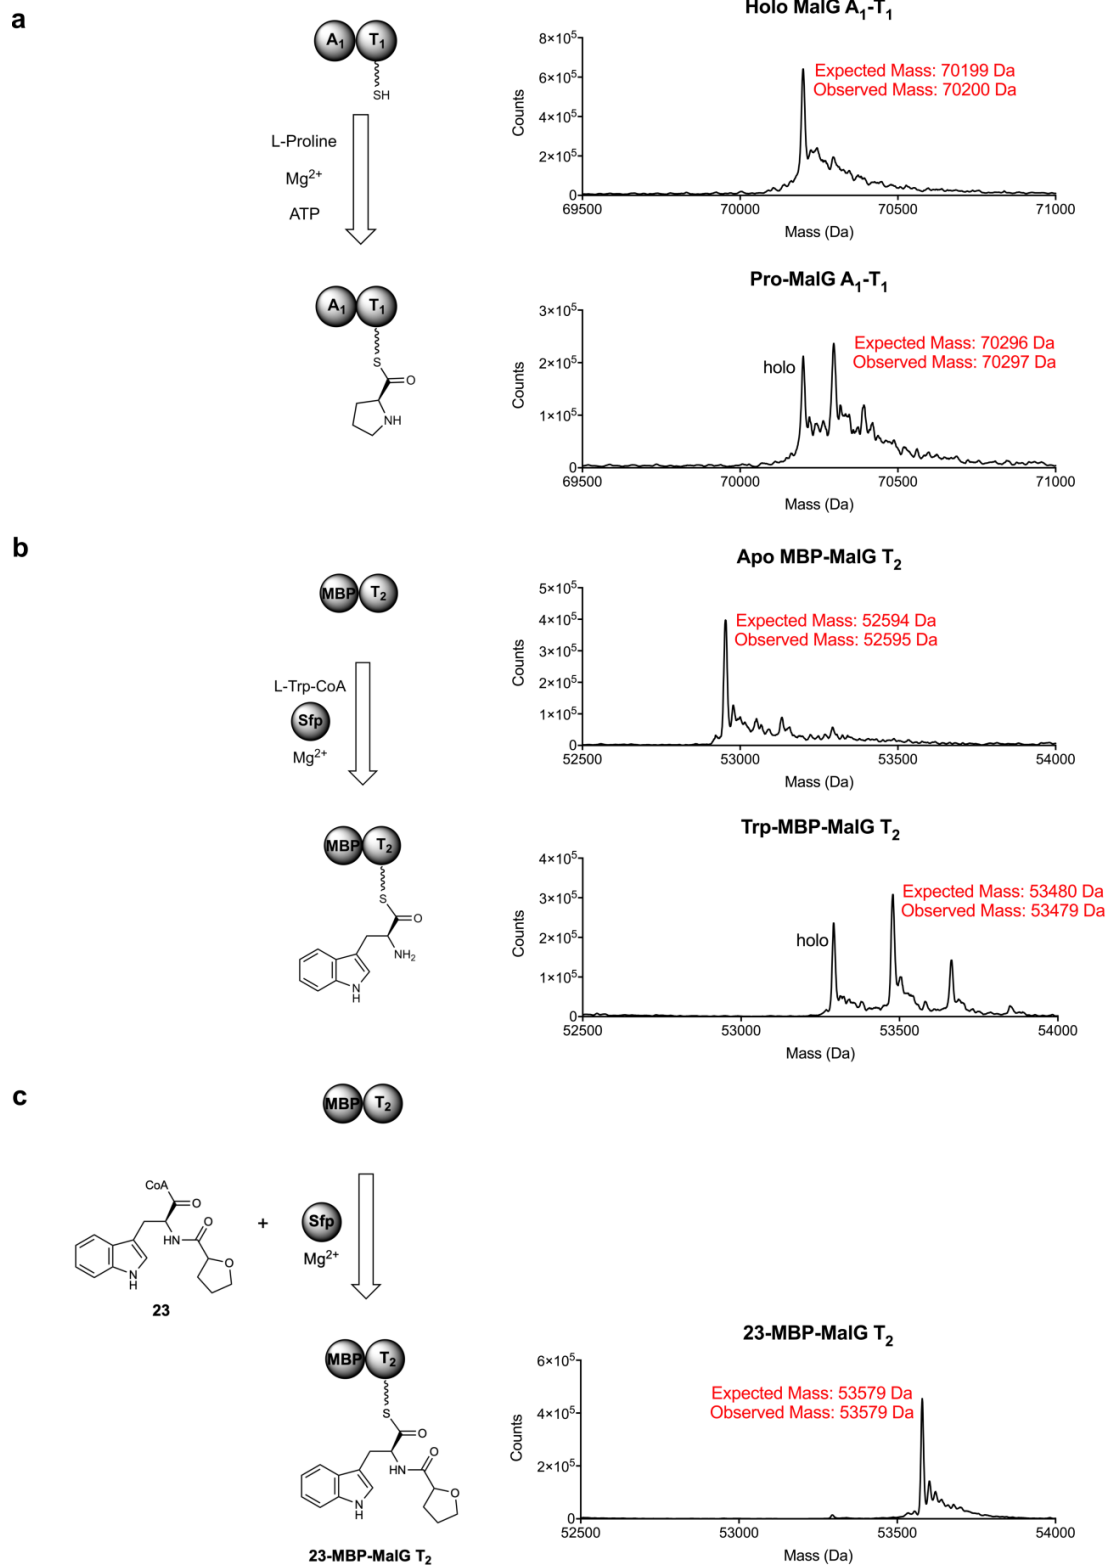 a
A₁ T₁
SH
L-Proline
Mg²⁺
ATP
A₁ T₁
S
O
NH
Holo MalG A₁-T₁
Expected Mass: 70199 Da
Observed Mass: 70200 Da
Counts
8×10⁵
6×10⁵
4×10⁵
2×10⁵
0
69500 70000 70500 71000
Mass (Da)
Pro-MalG A₁-T₁
Expected Mass: 70296 Da
Observed Mass: 70297 Da
holo
Counts
3×10⁵
2×10⁵
1×10⁵
0
69500 70000 70500 71000
Mass (Da)
b
MBP T₂
L-Trp-CoA
Sfp
Mg²⁺
MBP T₂
S
O
NH₂
N
H
Apo MBP-MalG T₂
Expected Mass: 52594 Da
Observed Mass: 52595 Da
Counts
5×10⁵
4×10⁵
3×10⁵
2×10⁵
1×10⁵
0
52500 53000 53500 54000
Mass (Da)
Trp-MBP-MalG T₂
Expected Mass: 53480 Da
Observed Mass: 53479 Da
holo
Counts
4×10⁵
3×10⁵
2×10⁵
1×10⁵
0
52500 53000 53500 54000
Mass (Da)
c
MBP T₂
CoA
O
HN
O
O
N
H
23
+
Sfp
Mg²⁺
MBP T₂
S
O
HN
O
O
N
H
23-MBP-MalG T₂
23-MBP-MalG T₂
Expected Mass: 53579 Da
Observed Mass: 53579 Da
Counts
6×10⁵
4×10⁵
2×10⁵
0
52500 53000 53500 54000
Mass (Da)